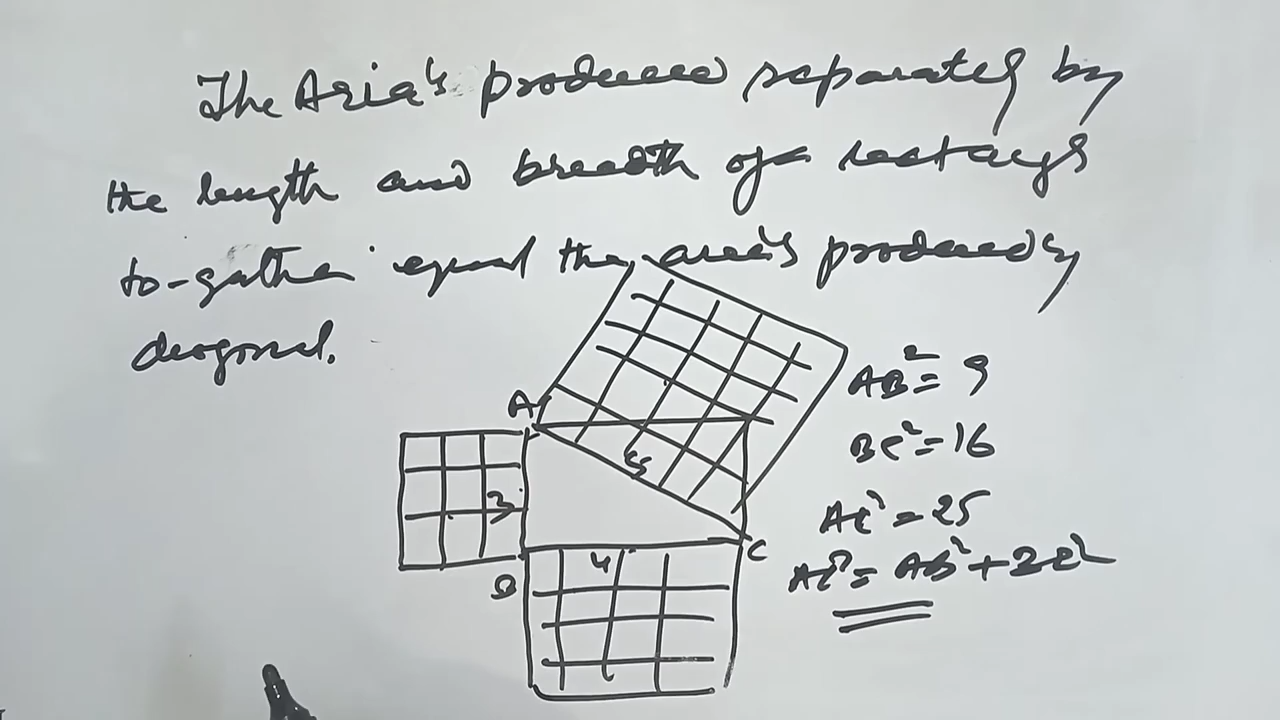 The Aria's produced separately by
the length and breadth of a rectangle
to-gather equal the area's produced by
diogonal.
A
AB² = 9
BC² = 16
5
3
AC² = 25
4
C
B
AC² = AB² + BC²